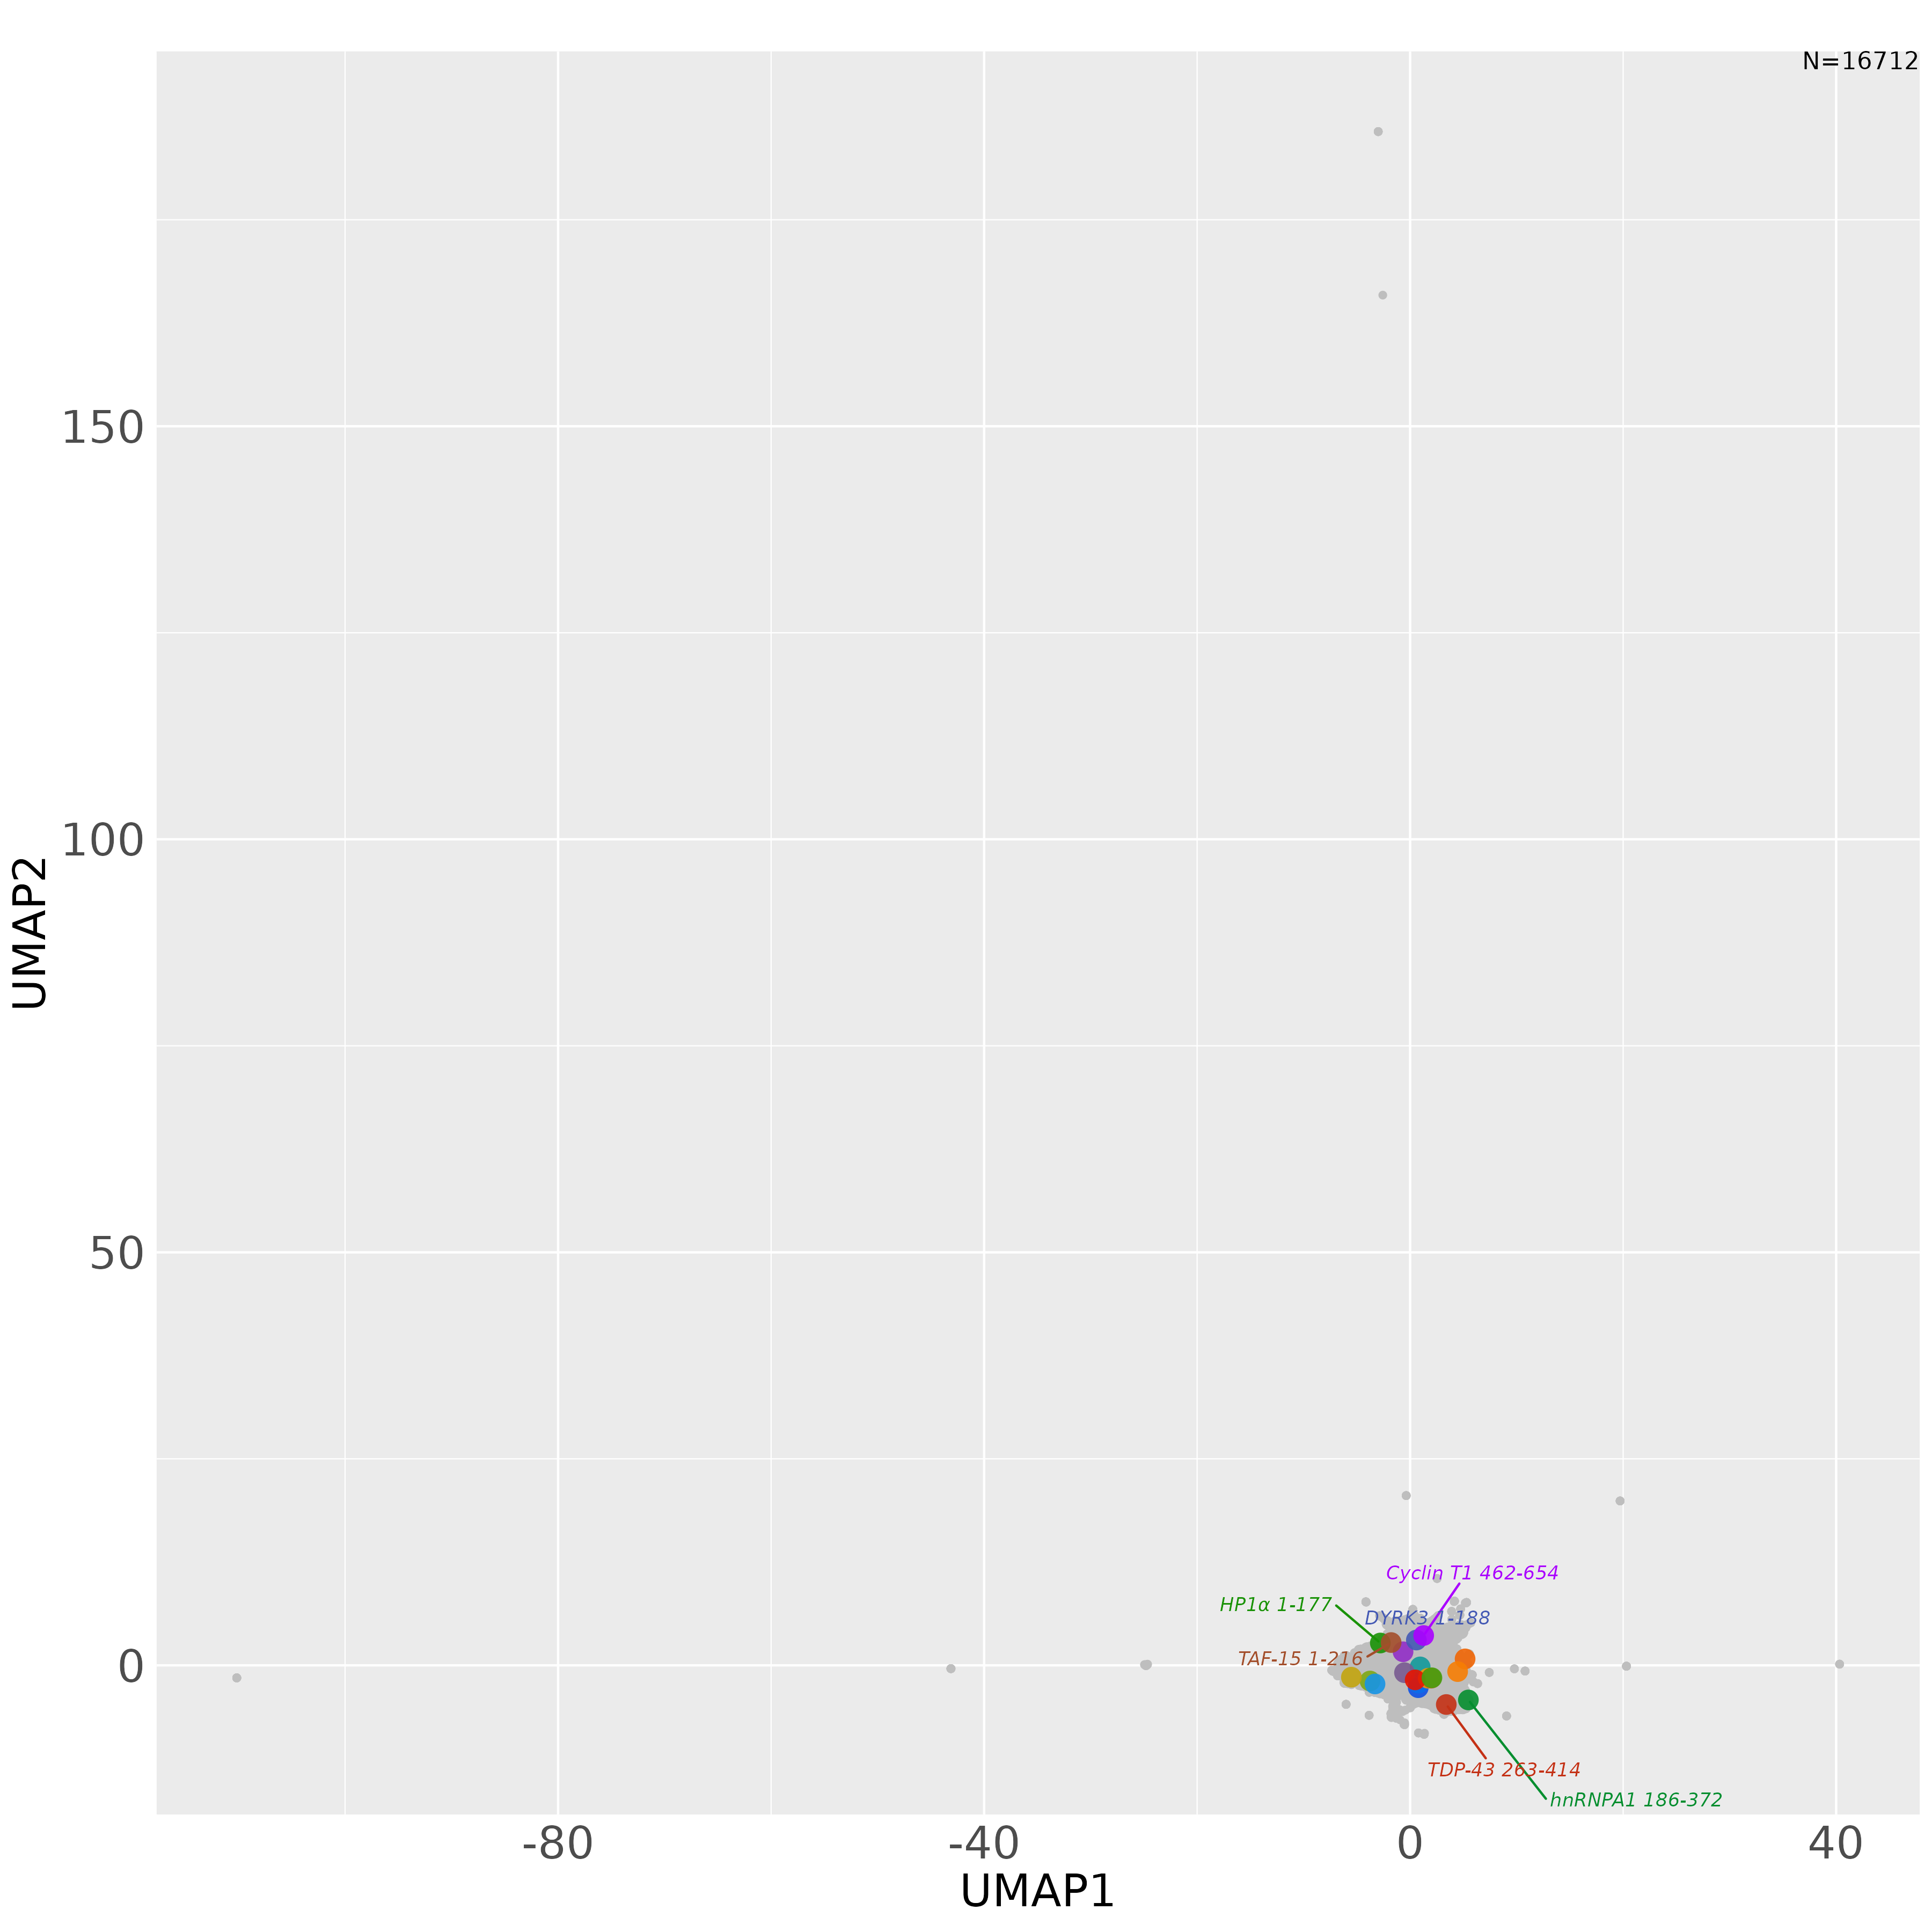 N=16712
UMAP2
150
100
50
0
Cyclin T1 462-654
HP1α 1-177
DYRK3 1-188
TAF-15 1-216
TDP-43 263-414
hnRNPA1 186-372
-80
-40
0
40
UMAP1